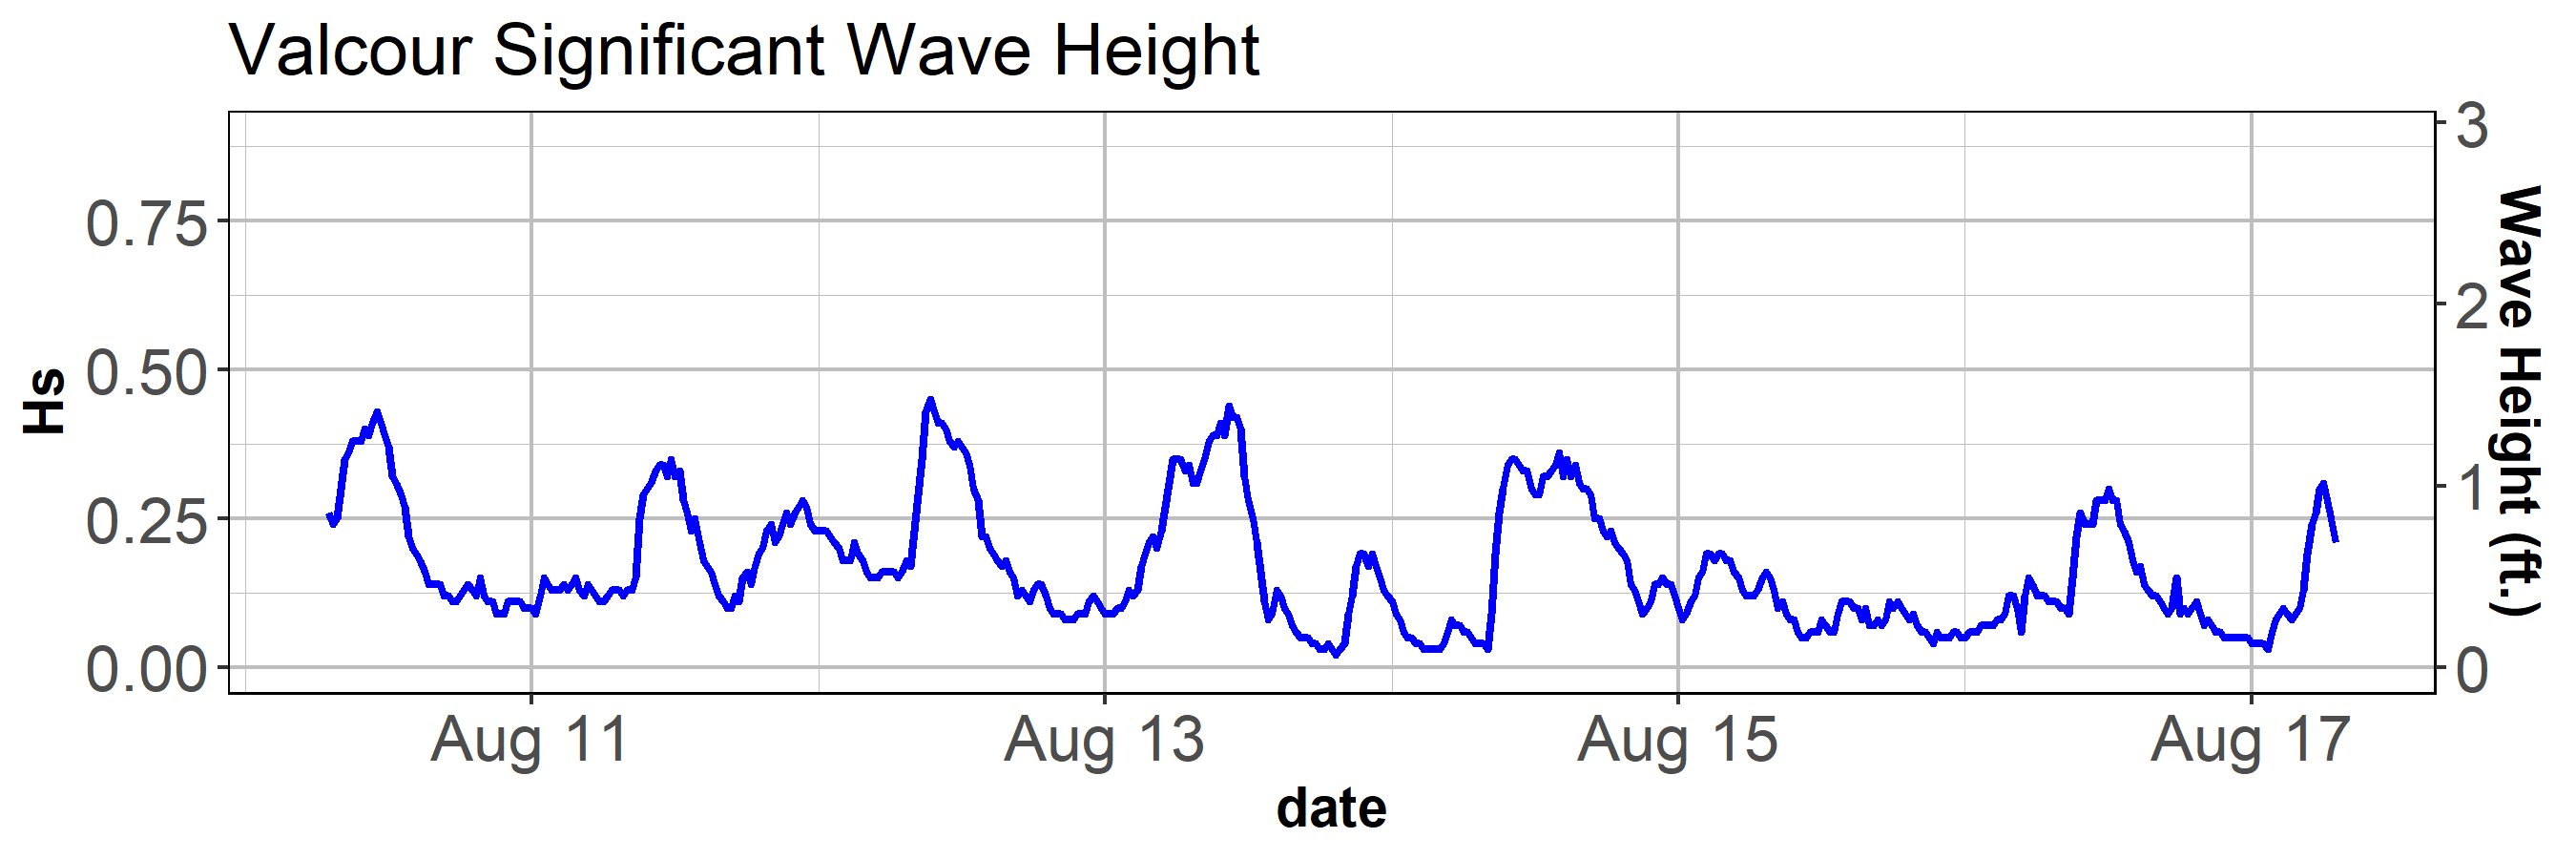 Valcour Significant Wave Height
Hs
0.75
0.50
0.25
0.00
3
2
1
0
Wave Height (ft.)
Aug 11 Aug 13 Aug 15 Aug 17
date